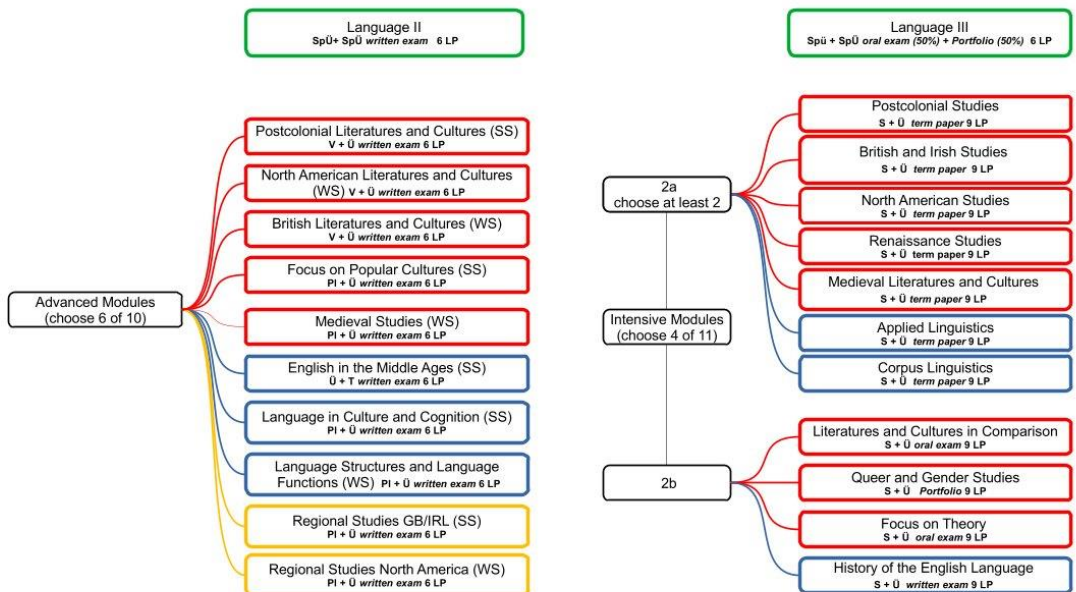 Language II
SpÜ+ SpÜ written exam 6 LP
Language III
Spü + SpÜ oral exam (50%) + Portfolio (50%) 6 LP
Advanced Modules
(choose 6 of 10)
Postcolonial Literatures and Cultures (SS)
V + Ü written exam 6 LP
North American Literatures and Cultures
(WS) V + Ü written exam 6 LP
British Literatures and Cultures (WS)
V + Ü written exam 6 LP
Focus on Popular Cultures (SS)
PI + Ü written exam 6 LP
Medieval Studies (WS)
PI + Ü written exam 6 LP
English in the Middle Ages (SS)
Ü + T written exam 6 LP
Language in Culture and Cognition (SS)
PI + Ü written exam 6 LP
Language Structures and Language
Functions (WS) PI + Ü written exam 6 LP
Regional Studies GB/IRL (SS)
PI + Ü written exam 6 LP
Regional Studies North America (WS)
PI + Ü written exam 6 LP
Intensive Modules
(choose 4 of 11)
2a
choose at least 2
Postcolonial Studies
S + Ü term paper 9 LP
British and Irish Studies
S + Ü term paper 9 LP
North American Studies
S + Ü term paper 9 LP
Renaissance Studies
S + Ü term paper 9 LP
Medieval Literatures and Cultures
S + Ü term paper 9 LP
Applied Linguistics
S + Ü term paper 9 LP
Corpus Linguistics
S + Ü term paper 9 LP
2b
Literatures and Cultures in Comparison
S + Ü oral exam 9 LP
Queer and Gender Studies
S + Ü Portfolio 9 LP
Focus on Theory
S + Ü oral exam 9 LP
History of the English Language
S + Ü written exam 9 LP